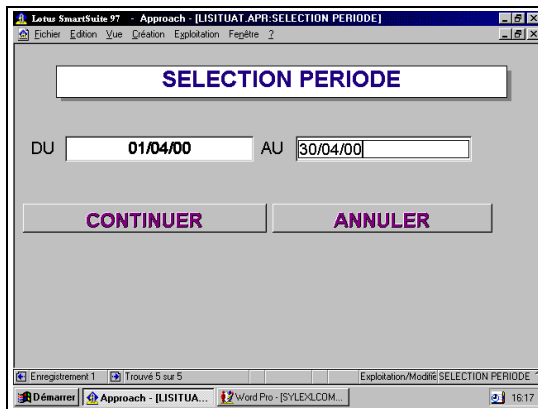 Lotus SmartSuite 97 - Approach - [LISITUAT.APR:SELECTION PERIODE]
Fichier Edition Vue Création Exploitation Fenêtre ?
SELECTION PERIODE
DU 01/04/00 AU 30/04/00
CONTINUER ANNULER
Enregistrement 1 Trouvé 5 sur 5 Exploitation/Modifié SELECTION PERIODE
Démarrer Approach - [LISITUA... Word Pro - [SYLEXLCOM... 16:17